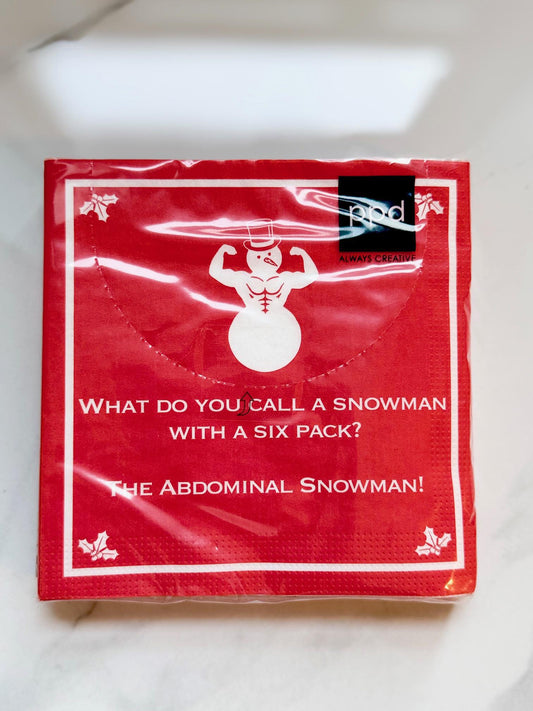 ppd
ALWAYS CREATIVE
WHAT DO YOU CALL A SNOWMAN
WITH A SIX PACK?
THE ABDOMINAL SNOWMAN!